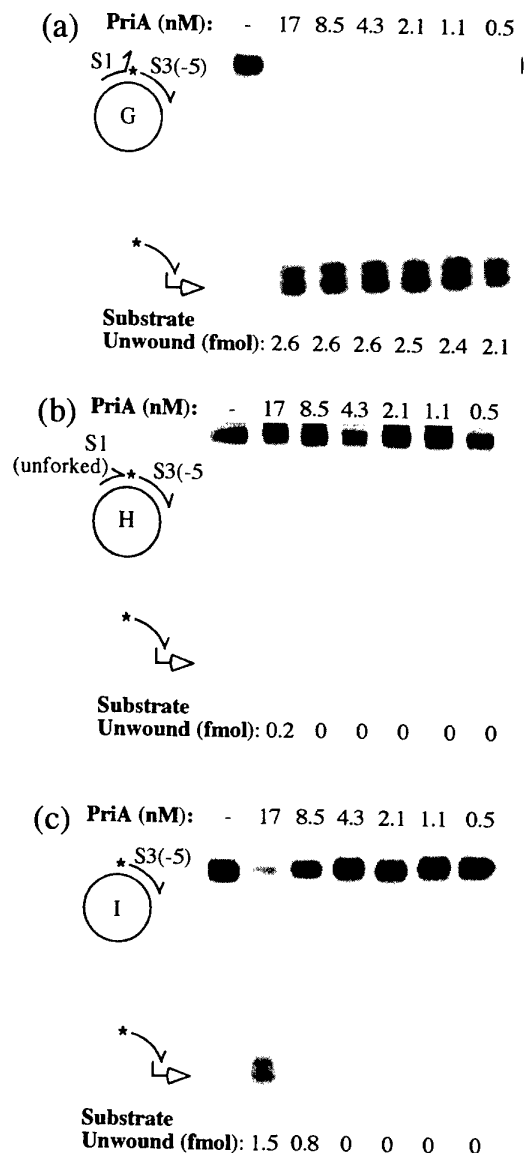 (a) PriA (nM): - 17 8.5 4.3 2.1 1.1 0.5
S1 * S3(-5)
G
*
Substrate
Unwound (fmol): 2.6 2.6 2.6 2.5 2.4 2.1
(b) PriA (nM): - 17 8.5 4.3 2.1 1.1 0.5
S1
(unforked) * S3(-5
H
*
Substrate
Unwound (fmol): 0.2 0 0 0 0 0
(c) PriA (nM): - 17 8.5 4.3 2.1 1.1 0.5
* S3(-5)
I
*
Substrate
Unwound (fmol): 1.5 0.8 0 0 0 0